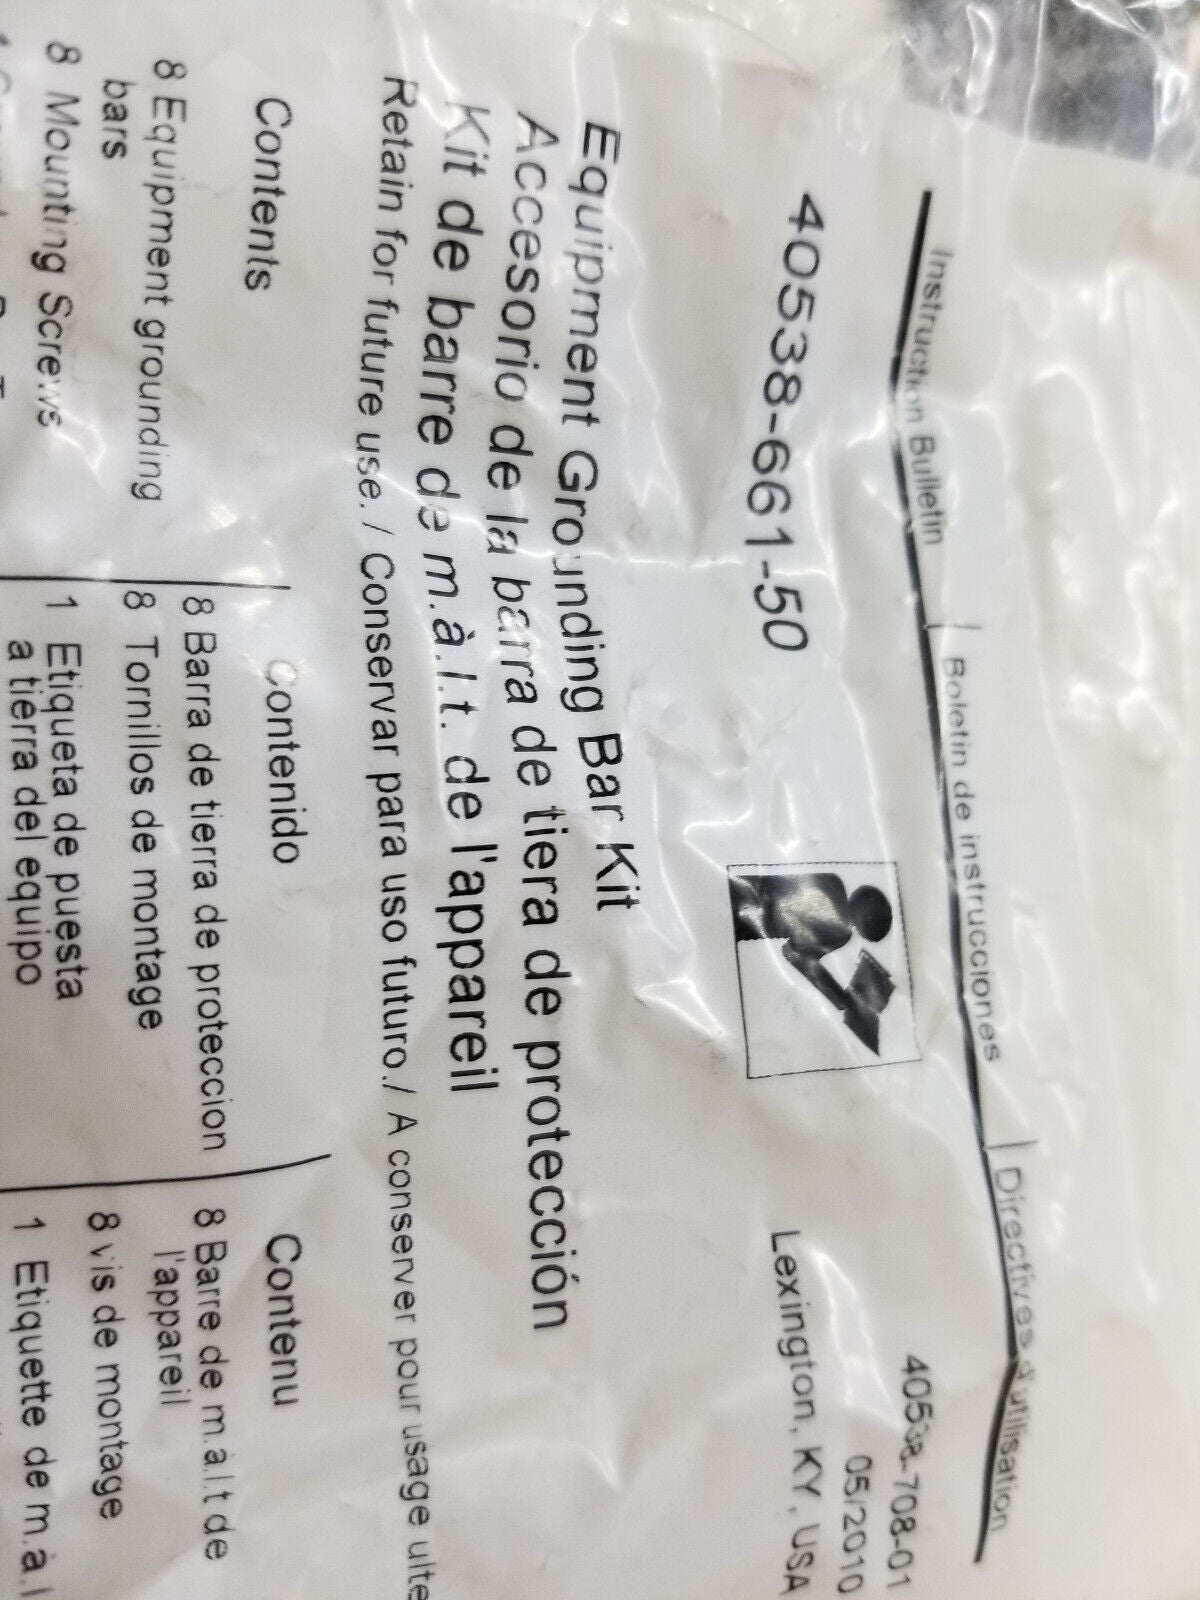 Instruction Bulletin
Boletin de instrucciones
Directives d'utilisation
40538-708-01
05/2010
Lexington, KY, USA
40538-661-50
Equipment Grounding Bar Kit
Accesorio de la barra de tiera de protección
Kit de barre de m.à.l.t. de l'appareil
Retain for future use. / Conservar para uso futuro./ A conserver pour usage ulte
Contents
8 Equipment grounding
bars
8 Mounting Screws
Contenido
8 Barra de tierra de proteccion
8 Tornillos de montage
1 Etiqueta de puesta
a tierra del equipo
Contenu
8 Barre de m.à.l.t de
l'appareil
8 vis de montage
1 Etiquette de m.à.l